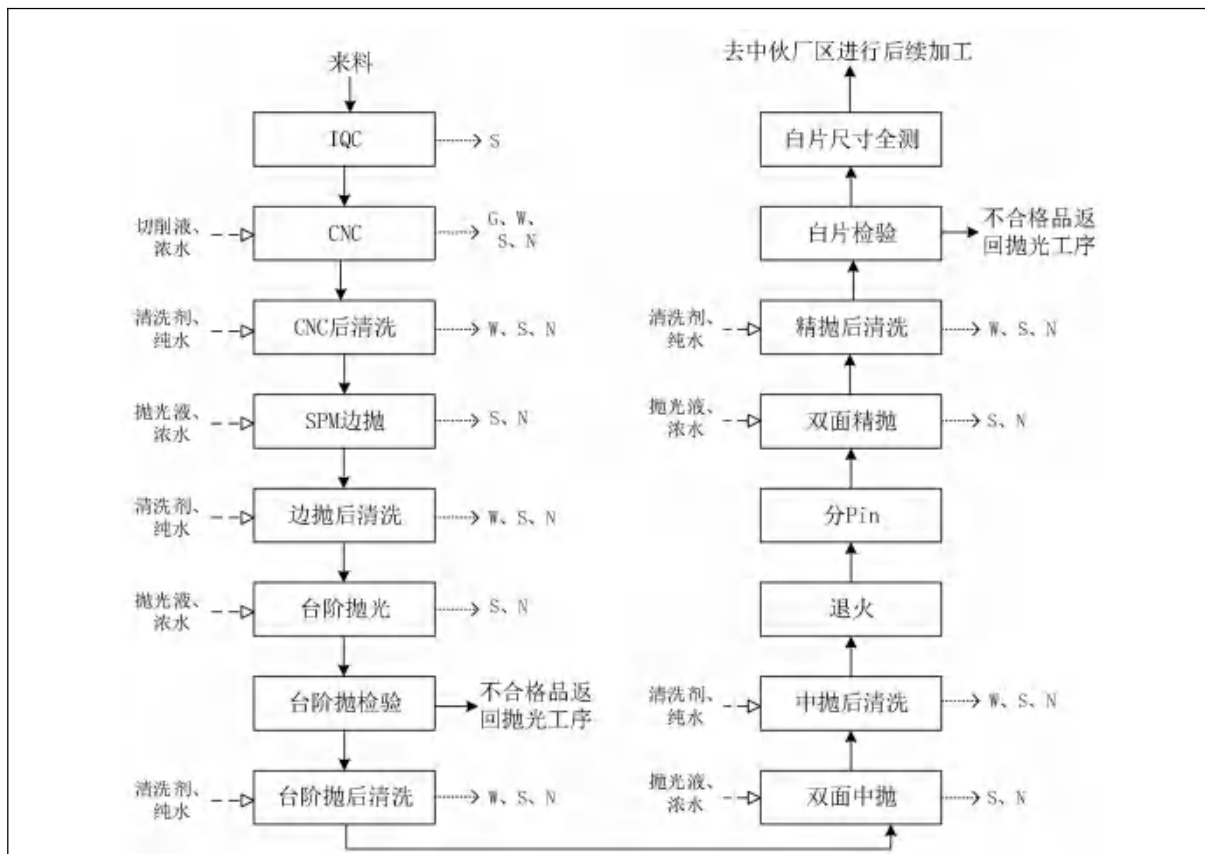 来料
IQC
S
切削液、
浓水
CNC
G、W、
S、N
清洗剂、
纯水
CNC后清洗
W、S、N
抛光液、
浓水
SPM边抛
S、N
清洗剂、
纯水
边抛后清洗
W、S、N
抛光液、
浓水
台阶抛光
S、N
台阶抛检验
不合格品返
回抛光工序
清洗剂、
纯水
台阶抛后清洗
W、S、N
去中伙厂区进行后续加工
白片尺寸全测
白片检验
不合格品返
回抛光工序
清洗剂、
纯水
精抛后清洗
W、S、N
抛光液、
浓水
双面精抛
S、N
分Pin
退火
清洗剂、
纯水
中抛后清洗
W、S、N
抛光液、
浓水
双面中抛
S、N